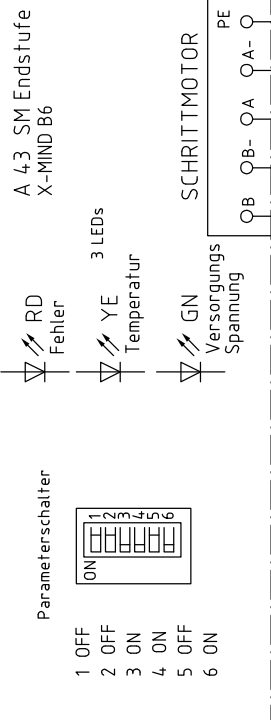 A 43 SM Endstufe
X-MIND B6
3 LEDs
RD
Fehler
YE
Temperatur
GN
Versorgungs
Spannung
SCHRITTMOTOR
B
B-
A
A-
PE
Parameterschalter
ON
1
2
3
4
5
6
1 OFF
2 OFF
3 ON
4 ON
5 OFF
6 ON